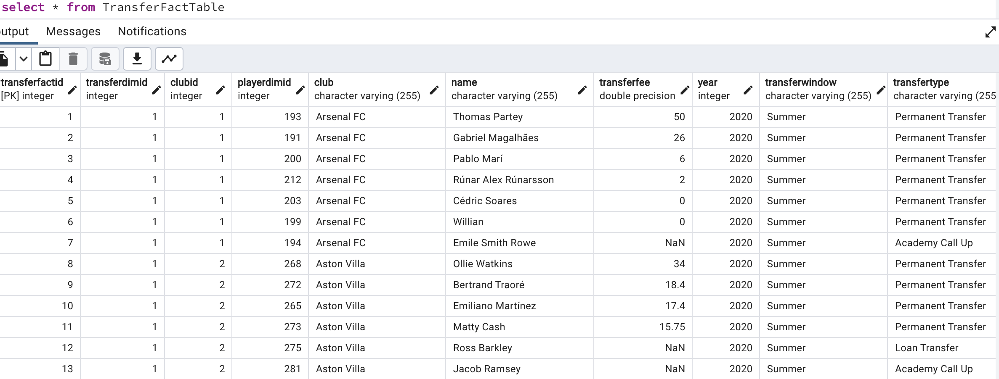 select * from TransferFactTable
output Messages Notifications
transferfactid transferdimid clubid playerdimid club name transferfee year transferwindow transfertype
[PK] integer integer integer integer character varying (255) character varying (255) double precision integer character varying (255) character varying (255
1 1 1 193 Arsenal FC Thomas Partey 50 2020 Summer Permanent Transfer
2 1 1 191 Arsenal FC Gabriel Magalhães 26 2020 Summer Permanent Transfer
3 1 1 200 Arsenal FC Pablo Marí 6 2020 Summer Permanent Transfer
4 1 1 212 Arsenal FC Rúnar Alex Rúnarsson 2 2020 Summer Permanent Transfer
5 1 1 203 Arsenal FC Cédric Soares 0 2020 Summer Permanent Transfer
6 1 1 199 Arsenal FC Willian 0 2020 Summer Permanent Transfer
7 1 1 194 Arsenal FC Emile Smith Rowe NaN 2020 Summer Academy Call Up
8 1 2 268 Aston Villa Ollie Watkins 34 2020 Summer Permanent Transfer
9 1 2 272 Aston Villa Bertrand Traoré 18.4 2020 Summer Permanent Transfer
10 1 2 265 Aston Villa Emiliano Martínez 17.4 2020 Summer Permanent Transfer
11 1 2 273 Aston Villa Matty Cash 15.75 2020 Summer Permanent Transfer
12 1 2 275 Aston Villa Ross Barkley NaN 2020 Summer Loan Transfer
13 1 2 281 Aston Villa Jacob Ramsey NaN 2020 Summer Academy Call Up